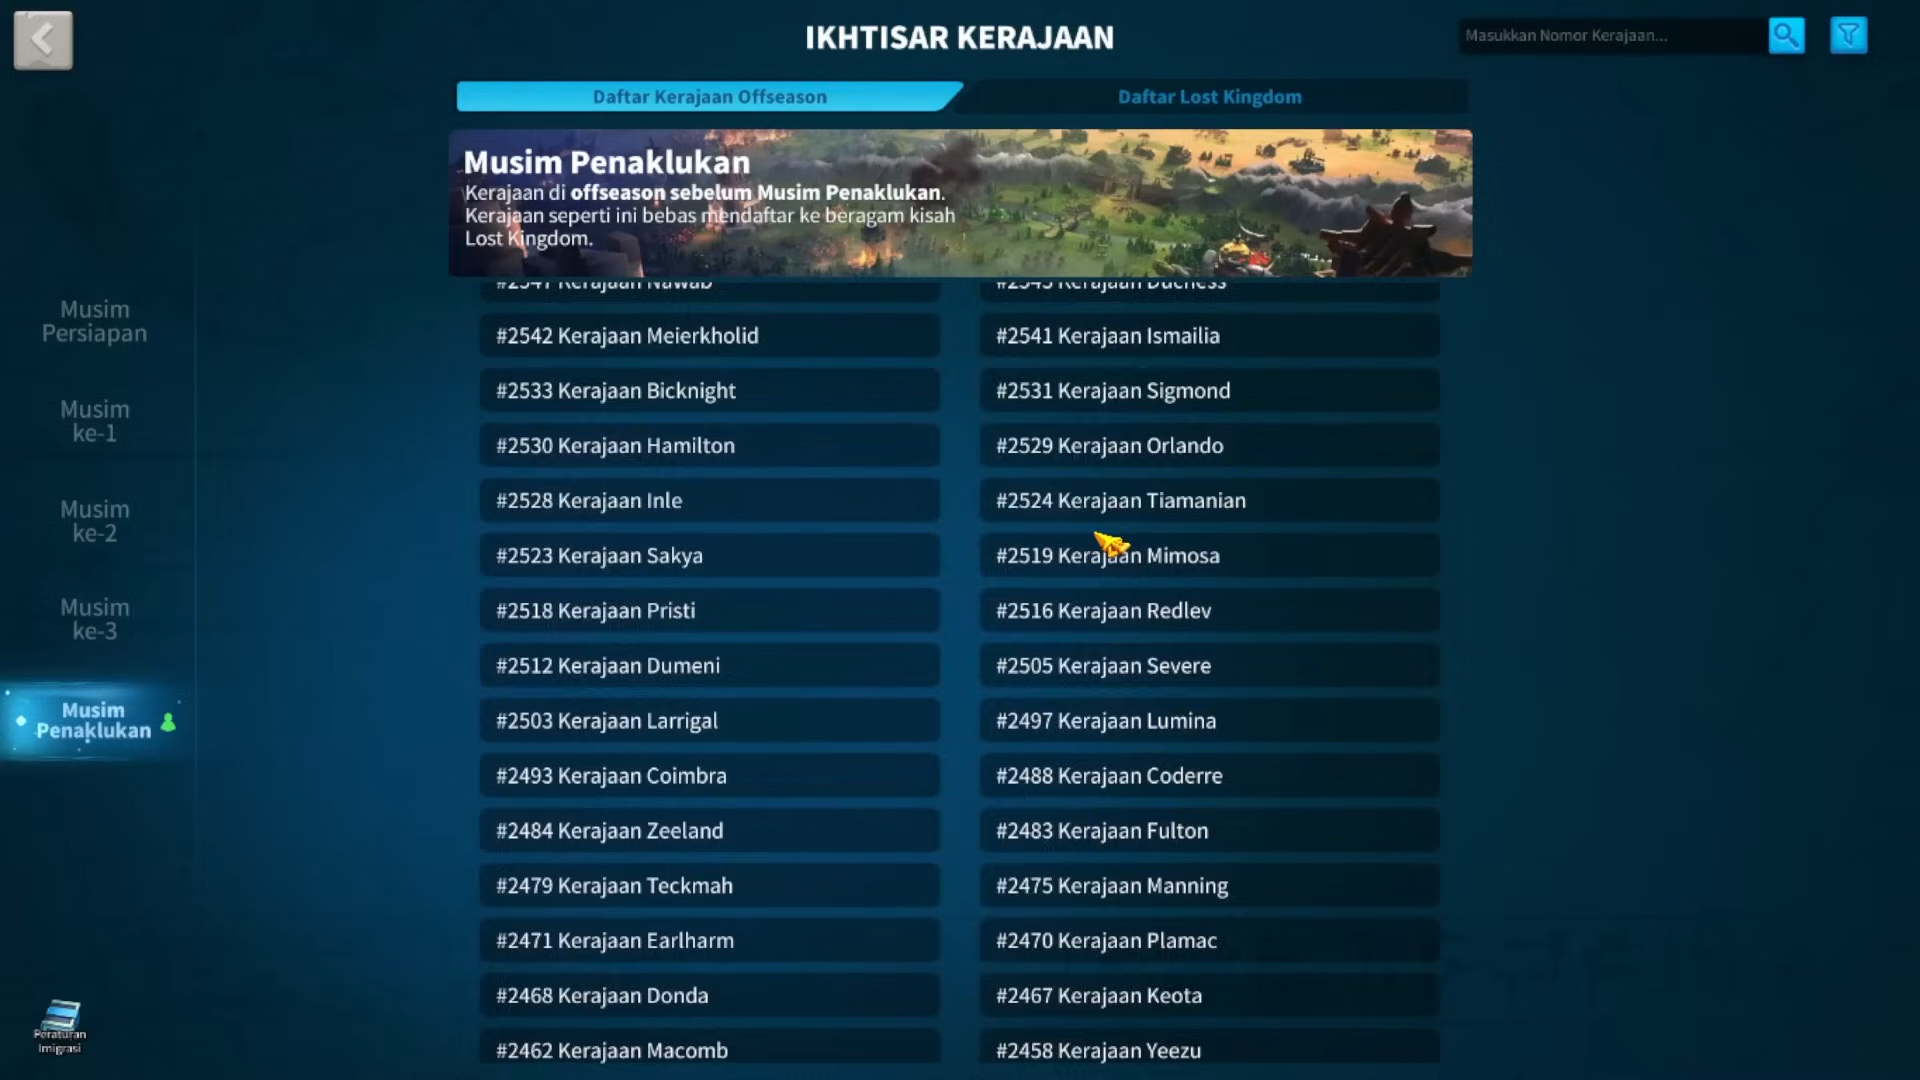 IKHTISAR KERAJAAN
Masukkan Nomor Kerajaan...
Daftar Kerajaan Offseason
Daftar Lost Kingdom
Musim Penaklukan
Kerajaan di offseason sebelum Musim Penaklukan.
Kerajaan seperti ini bebas mendaftar ke beragam kisah
Lost Kingdom.
Musim
Persiapan
Musim
ke-1
Musim
ke-2
Musim
ke-3
Musim
Penaklukan
Peraturan
Imigrasi
#2547 Kerajaan Nawab
#2543 Kerajaan Duchess
#2542 Kerajaan Meierkholid
#2541 Kerajaan Ismailia
#2533 Kerajaan Bicknight
#2531 Kerajaan Sigmond
#2530 Kerajaan Hamilton
#2529 Kerajaan Orlando
#2528 Kerajaan Inle
#2524 Kerajaan Tiamanian
#2523 Kerajaan Sakya
#2519 Kerajaan Mimosa
#2518 Kerajaan Pristi
#2516 Kerajaan Redlev
#2512 Kerajaan Dumeni
#2505 Kerajaan Severe
#2503 Kerajaan Larrigal
#2497 Kerajaan Lumina
#2493 Kerajaan Coimbra
#2488 Kerajaan Coderre
#2484 Kerajaan Zeeland
#2483 Kerajaan Fulton
#2479 Kerajaan Teckmah
#2475 Kerajaan Manning
#2471 Kerajaan Earlharm
#2470 Kerajaan Plamac
#2468 Kerajaan Donda
#2467 Kerajaan Keota
#2462 Kerajaan Macomb
#2458 Kerajaan Yeezu